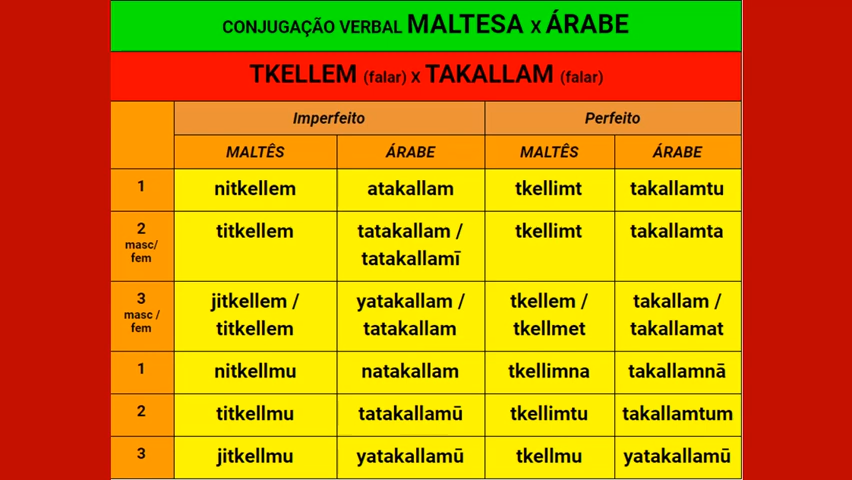 CONJUGAÇÃO VERBAL MALTESA X ÁRABE
TKELLEM (falar) X TAKALLAM (falar)
Imperfeito Perfeito
MALTÊS ÁRABE MALTÊS ÁRABE
1 nitkellem atakallam tkellimt takallamtu
2 masc/ fem titkellem tatakallam / tatakallamī tkellimt takallamta
3 masc / fem jitkellem / titkellem yatakallam / tatakallam tkellem / tkellmet takallam / takallamat
1 nitkellmu natakallam tkellimna takallamnā
2 titkellmu tatakallamū tkellimtu takallamtum
3 jitkellmu yatakallamū tkellmu yatakallamū